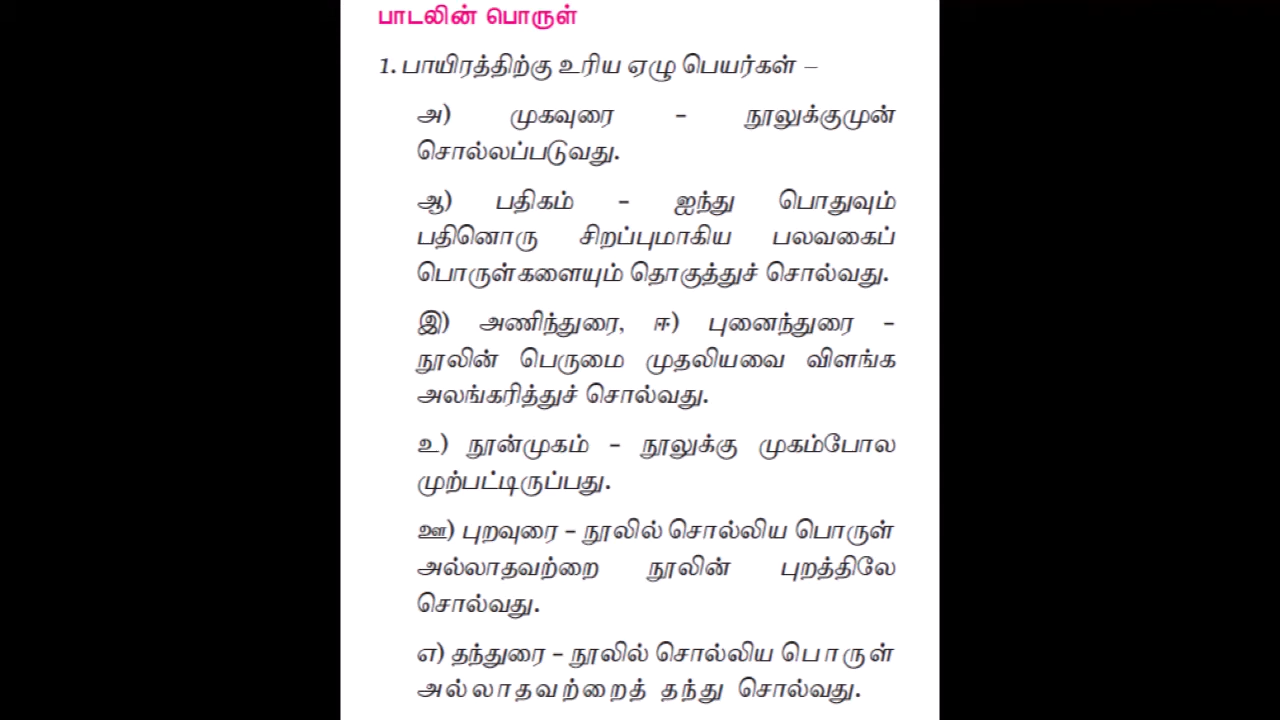 பாடலின் பொருள்
1. பாயிரத்திற்கு உரிய ஏழு பெயர்கள் –
அ) முகவுரை – நூலுக்குமுன்
சொல்லப்படுவது.
ஆ) பதிகம் – ஐந்து பொதுவும்
பதினொரு சிறப்புமாகிய பலவகைப்
பொருள்களையும் தொகுத்துச் சொல்வது.
இ) அணிந்துரை, ஈ) புனைந்துரை –
நூலின் பெருமை முதலியவை விளங்க
அலங்கரித்துச் சொல்வது.
உ) நூன்முகம் – நூலுக்கு முகம்போல
முற்பட்டிருப்பது.
ஊ) புறவுரை – நூலில் சொல்லிய பொருள்
அல்லாதவற்றை நூலின் புறத்திலே
சொல்வது.
எ) தந்துரை – நூலில் சொல்லிய பொருள்
அல்லாதவற்றைத் தந்து சொல்வது.